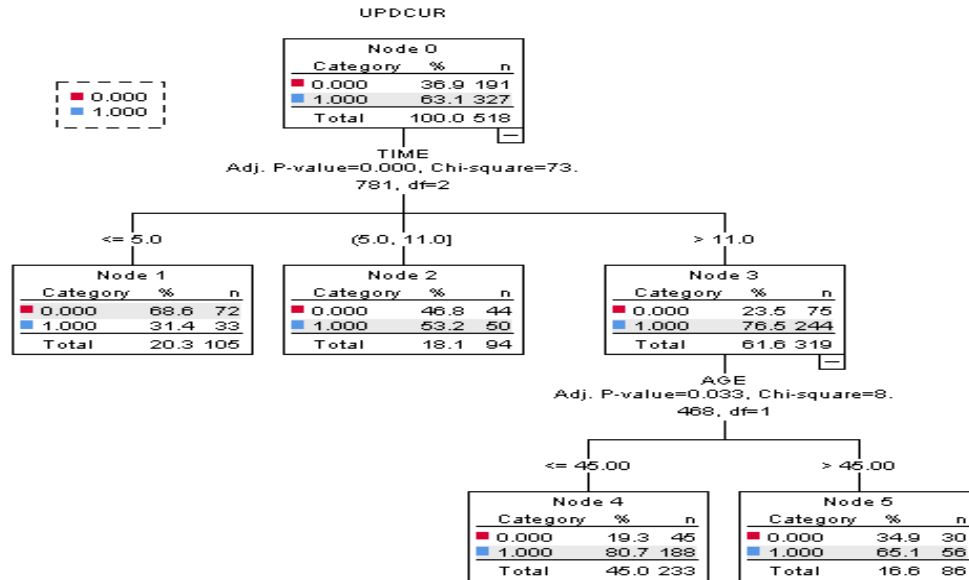 UPDCUR
Node 0
Category % n
0.000 36.9 191
1.000 63.1 327
Total 100.0 518
0.000
1.000
TIME
Adj. P-value=0.000, Chi-square=73.
781, df=2
<= 5.0
(5.0, 11.0]
> 11.0
Node 1
Category % n
0.000 68.6 72
1.000 31.4 33
Total 20.3 105
Node 2
Category % n
0.000 46.8 44
1.000 53.2 50
Total 18.1 94
Node 3
Category % n
0.000 23.5 75
1.000 76.5 244
Total 61.6 319
AGE
Adj. P-value=0.033, Chi-square=8.
468, df=1
<= 45.00
> 45.00
Node 4
Category % n
0.000 19.3 45
1.000 80.7 188
Total 45.0 233
Node 5
Category % n
0.000 34.9 30
1.000 65.1 56
Total 16.6 86